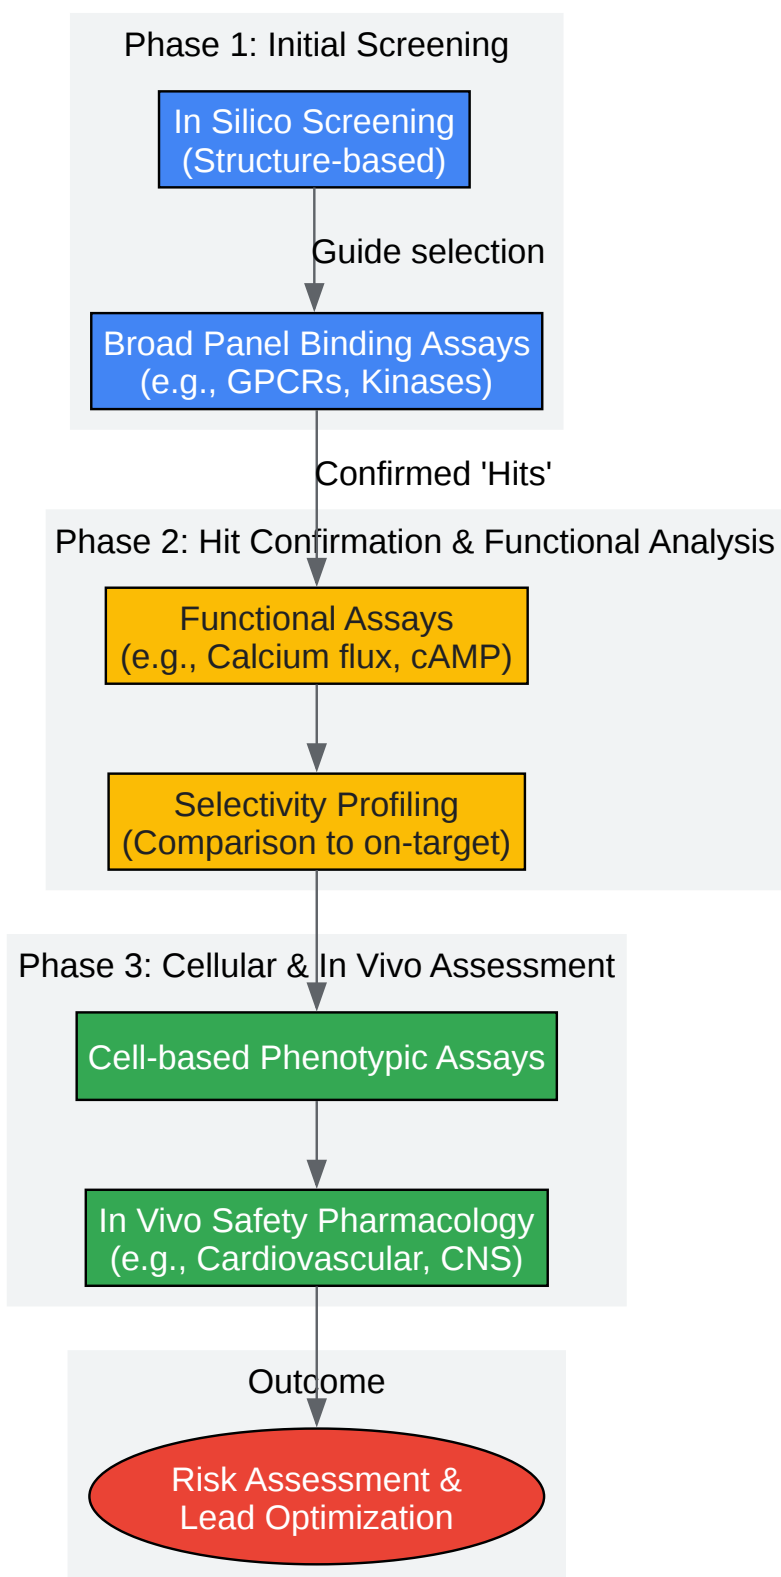 Phase 1: Initial Screening
In Silico Screening
(Structure-based)
Guide selection
Broad Panel Binding Assays
(e.g., GPCRs, Kinases)
Confirmed 'Hits'
Phase 2: Hit Confirmation & Functional Analysis
Functional Assays
(e.g., Calcium flux, cAMP)
Selectivity Profiling
(Comparison to on-target)
Phase 3: Cellular & In Vivo Assessment
Cell-based Phenotypic Assays
In Vivo Safety Pharmacology
(e.g., Cardiovascular, CNS)
Outcome
Risk Assessment &
Lead Optimization